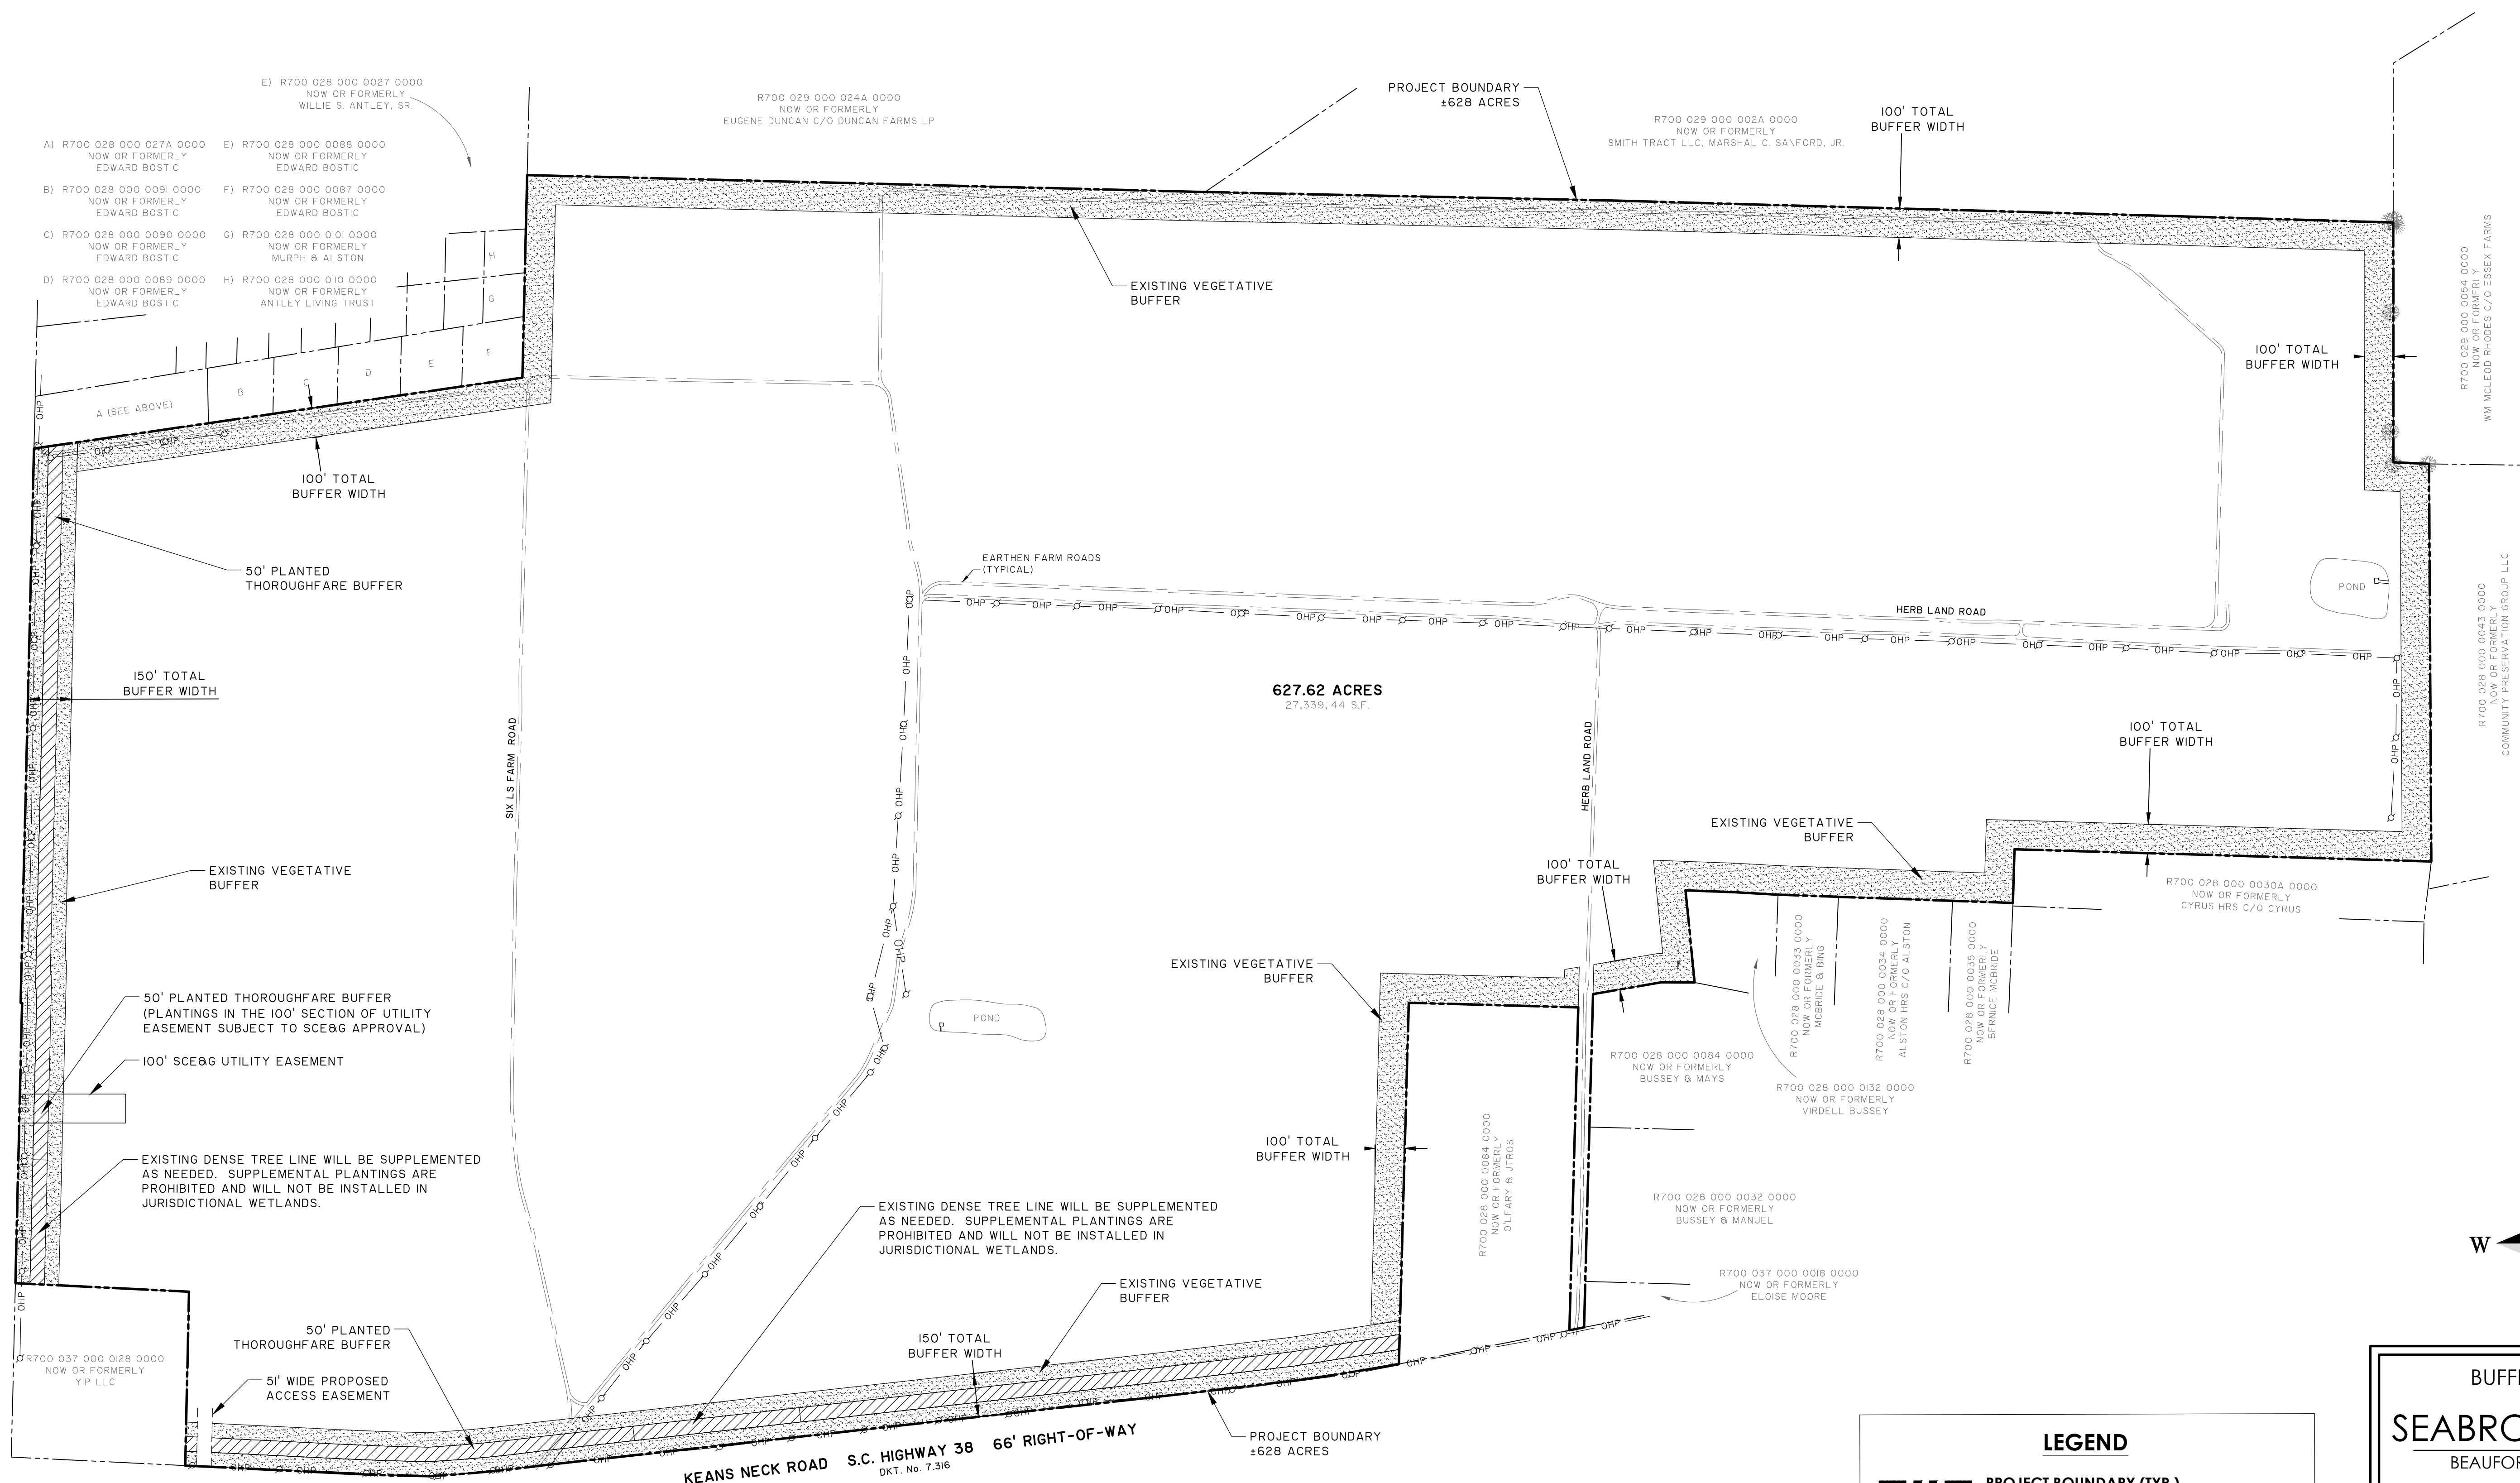 E) R700 028 000 0027 0000
NOW OR FORMERLY
WILLIE S. ANTLEY, SR.
A) R700 028 000 027A 0000
NOW OR FORMERLY
EDWARD BOSTIC
B) R700 028 000 0091 0000
NOW OR FORMERLY
EDWARD BOSTIC
C) R700 028 000 0090 0000
NOW OR FORMERLY
EDWARD BOSTIC
D) R700 028 000 0089 0000
NOW OR FORMERLY
EDWARD BOSTIC
E) R700 028 000 0088 0000
NOW OR FORMERLY
EDWARD BOSTIC
F) R700 028 000 0087 0000
NOW OR FORMERLY
EDWARD BOSTIC
G) R700 028 000 0101 0000
NOW OR FORMERLY
MURPH & ALSTON
H) R700 028 000 0110 0000
NOW OR FORMERLY
ANTLEY LIVING TRUST
R700 029 000 024A 0000
NOW OR FORMERLY
EUGENE DUNCAN C/O DUNCAN FARMS LP
PROJECT BOUNDARY
±628 ACRES
R700 029 000 002A 0000
NOW OR FORMERLY
SMITH TRACT LLC, MARSHAL C. SANFORD, JR.
100' TOTAL
BUFFER WIDTH
R700 029 000 0054 0000
NOW OR FORMERLY
WM MCLEOD RHODES C/O ESSEX FARMS
EXISTING VEGETATIVE
BUFFER
100' TOTAL
BUFFER WIDTH
H
G
F
E
D
C
B
A (SEE ABOVE)
100' TOTAL
BUFFER WIDTH
50' PLANTED
THOROUGHFARE BUFFER
EARTHEN FARM ROADS
(TYPICAL)
HERB LAND ROAD
POND
R700 028 000 0043 0000
NOW OR FORMERLY
COMMUNITY PRESERVATION GROUP LLC
150' TOTAL
BUFFER WIDTH
SIX LS FARM ROAD
627.62 ACRES
27,339,144 S.F.
HERB LAND ROAD
100' TOTAL
BUFFER WIDTH
EXISTING VEGETATIVE
BUFFER
EXISTING VEGETATIVE
BUFFER
100' TOTAL
BUFFER WIDTH
R700 028 000 0030A 0000
NOW OR FORMERLY
CYRUS HRS C/O CYRUS
R700 028 000 0033 0000
NOW OR FORMERLY
MCBRIDE & BING
R700 028 000 0034 0000
NOW OR FORMERLY
ALSTON HRS C/O ALSTON
R700 028 000 0035 0000
NOW OR FORMERLY
BERNICE MCBRIDE
EXISTING VEGETATIVE
BUFFER
50' PLANTED THOROUGHFARE BUFFER
(PLANTINGS IN THE 100' SECTION OF UTILITY
EASEMENT SUBJECT TO SCE&G APPROVAL)
100' SCE&G UTILITY EASEMENT
POND
R700 028 000 0084 0000
NOW OR FORMERLY
BUSSEY & MAYS
R700 028 000 0132 0000
NOW OR FORMERLY
VIRDELL BUSSEY
100' TOTAL
BUFFER WIDTH
R700 028 000 0084 0000
NOW OR FORMERLY
O'LEARY & JTROS
EXISTING DENSE TREE LINE WILL BE SUPPLEMENTED
AS NEEDED. SUPPLEMENTAL PLANTINGS ARE
PROHIBITED AND WILL NOT BE INSTALLED IN
JURISDICTIONAL WETLANDS.
EXISTING DENSE TREE LINE WILL BE SUPPLEMENTED
AS NEEDED. SUPPLEMENTAL PLANTINGS ARE
PROHIBITED AND WILL NOT BE INSTALLED IN
JURISDICTIONAL WETLANDS.
R700 028 000 0032 0000
NOW OR FORMERLY
BUSSEY & MANUEL
W
R700 037 000 0018 0000
NOW OR FORMERLY
ELOISE MOORE
EXISTING VEGETATIVE
BUFFER
50' PLANTED
THOROUGHFARE BUFFER
150' TOTAL
BUFFER WIDTH
R700 037 000 0128 0000
NOW OR FORMERLY
YIP LLC
51' WIDE PROPOSED
ACCESS EASEMENT
PROJECT BOUNDARY
±628 ACRES
KEANS NECK ROAD S.C. HIGHWAY 38 66' RIGHT-OF-WAY
DKT. No. 7.316
LEGEND
PROJECT BOUNDARY (TYP.)
BUFF
SEABRO
BEAUFOR
OHP